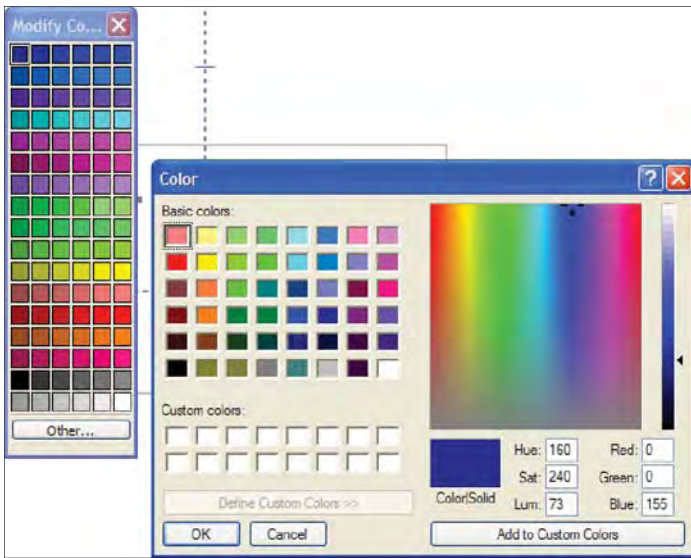 Modify Co...
Other...
Color
Basic colors:
Custom colors:
Define Custom Colors >>
OK
Cancel
Color|Solid
Hue: 160
Sat: 240
Lum: 73
Red: 0
Green: 0
Blue: 155
Add to Custom Colors